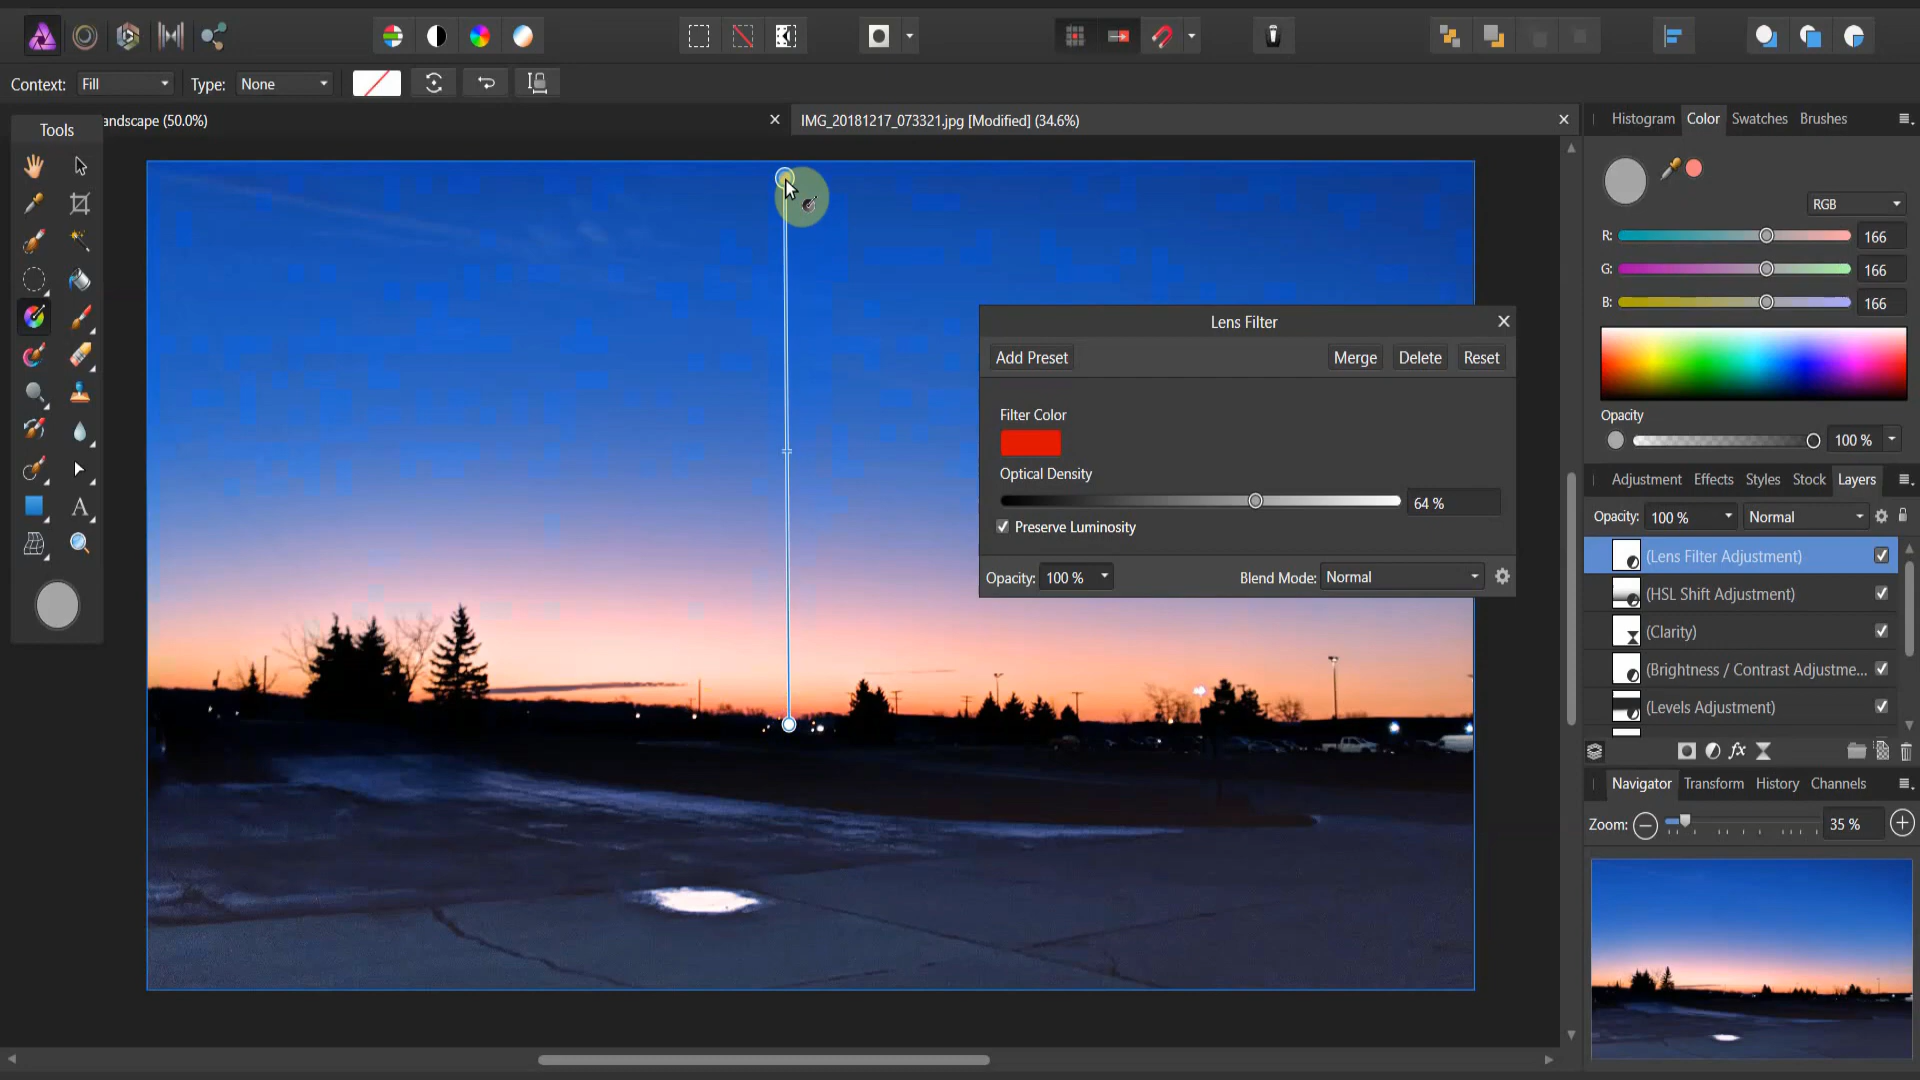 Context: Fill Type: None
Tools
andscape (50.0%)
IMG_20181217_073321.jpg [Modified] (34.6%)
Histogram Color Swatches Brushes
RGB
R: 166
G: 166
B: 166
Opacity
100 %
Lens Filter
Add Preset Merge Delete Reset
Filter Color
Optical Density
64 %
Preserve Luminosity
Opacity: 100 % Blend Mode: Normal
Adjustment Effects Styles Stock Layers
Opacity: 100 % Normal
(Lens Filter Adjustment)
(HSL Shift Adjustment)
(Clarity)
(Brightness / Contrast Adjustme...
(Levels Adjustment)
fx
Navigator Transform History Channels
Zoom: 35 %
A